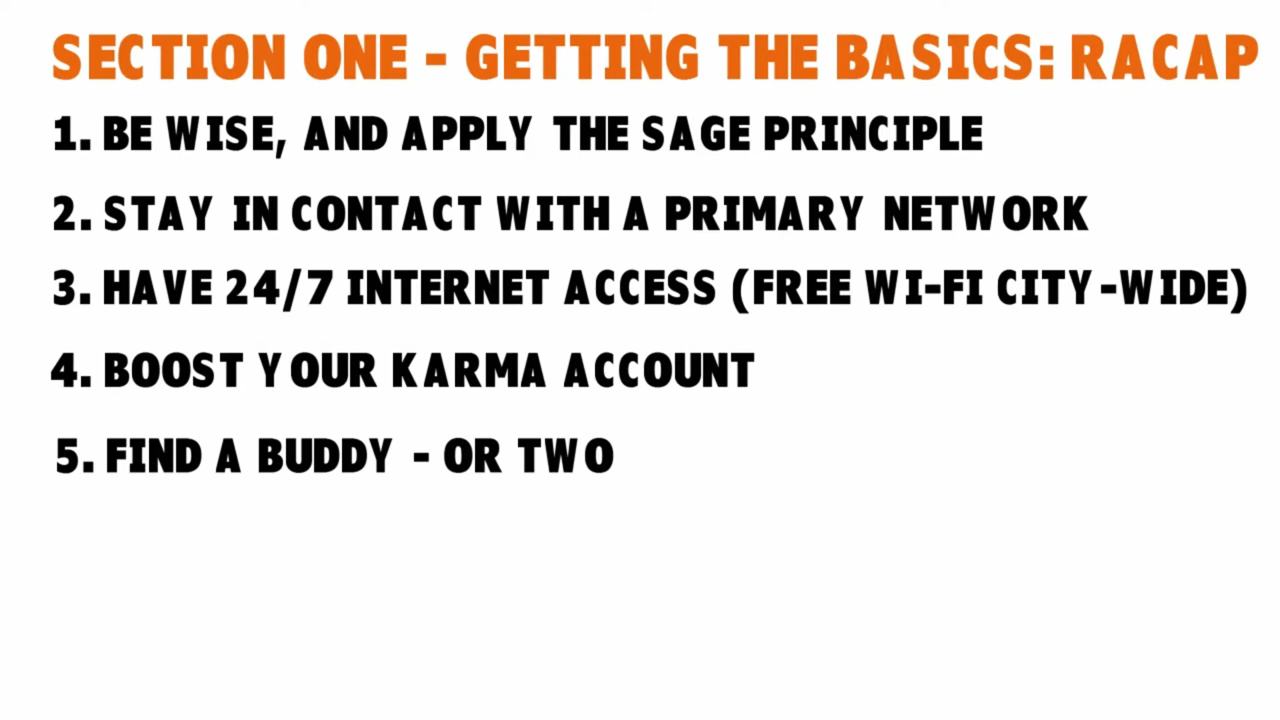 SECTION ONE - GETTING THE BASICS: RACAP
1. BE WISE, AND APPLY THE SAGE PRINCIPLE
2. STAY IN CONTACT WITH A PRIMARY NETWORK
3. HAVE 24/7 INTERNET ACCESS (FREE WI-FI CITY-WIDE)
4. BOOST YOUR KARMA ACCOUNT
5. FIND A BUDDY - OR TWO